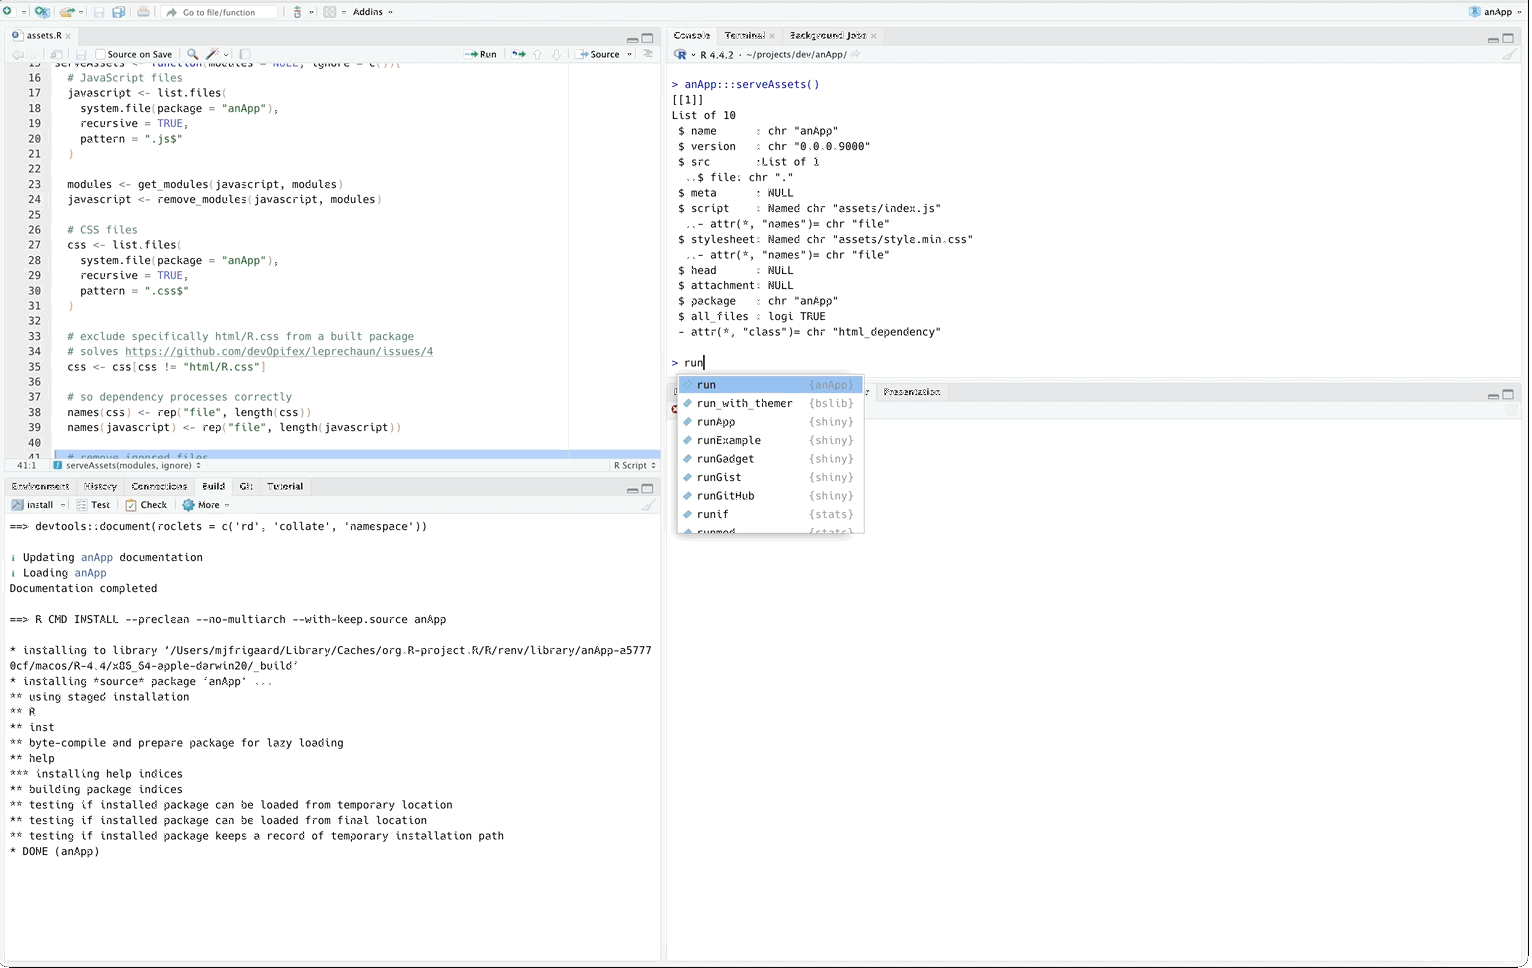 Go to file/function
Addins
anApp
assets.R
Source on Save
Run
Source
15 serveAssets <- function(modules = NULL, ignore = c()){
16 # JavaScript files
17 javascript <- list.files(
18 system.file(package = "anApp"),
19 recursive = TRUE,
20 pattern = ".js$"
21 )
22
23 modules <- get_modules(javascript, modules)
24 javascript <- remove_modules(javascript, modules)
25
26 # CSS files
27 css <- list.files(
28 system.file(package = "anApp"),
29 recursive = TRUE,
30 pattern = ".css$"
31 )
32
33 # exclude specifically html/R.css from a built package
34 # solves https://github.com/devOpifex/leprechaun/issues/4
35 css <- css[css != "html/R.css"]
36
37 # so dependency processes correctly
38 names(css) <- rep("file", length(css))
39 names(javascript) <- rep("file", length(javascript))
40
41 # remove ignored files
41:1 serveAssets(modules, ignore) R Script
Environment History Connections Build Git Tutorial
Install Test Check More
==> devtools::document(roclets = c('rd', 'collate', 'namespace'))
ℹ Updating anApp documentation
ℹ Loading anApp
Documentation completed
==> R CMD INSTALL --preclean --no-multiarch --with-keep.source anApp
* installing to library ‘/Users/mjfrigaard/Library/Caches/org.R-project.R/R/renv/library/anApp-a5777
0cf/macos/R-4.4/x86_64-apple-darwin20/_build’
* installing *source* package ‘anApp’ ...
** using staged installation
** R
** inst
** byte-compile and prepare package for lazy loading
** help
*** installing help indices
** building package indices
** testing if installed package can be loaded from temporary location
** testing if installed package can be loaded from final location
** testing if installed package keeps a record of temporary installation path
* DONE (anApp)
Console Terminal Background Jobs
R 4.4.2 · ~/projects/dev/anApp/
> anApp:::serveAssets()
[[1]]
List of 10
$ name : chr "anApp"
$ version : chr "0.0.0.9000"
$ src :List of 1
..$ file: chr "."
$ meta : NULL
$ script : Named chr "assets/index.js"
..- attr(*, "names")= chr "file"
$ stylesheet: Named chr "assets/style.min.css"
..- attr(*, "names")= chr "file"
$ head : NULL
$ attachment: NULL
$ package : chr "anApp"
$ all_files : logi TRUE
- attr(*, "class")= chr "html_dependency"
> run
run {anApp}
run_with_themer {bslib}
runApp {shiny}
runExample {shiny}
runGadget {shiny}
runGist {shiny}
runGitHub {shiny}
runif {stats}
runmed {stats}
Presentation